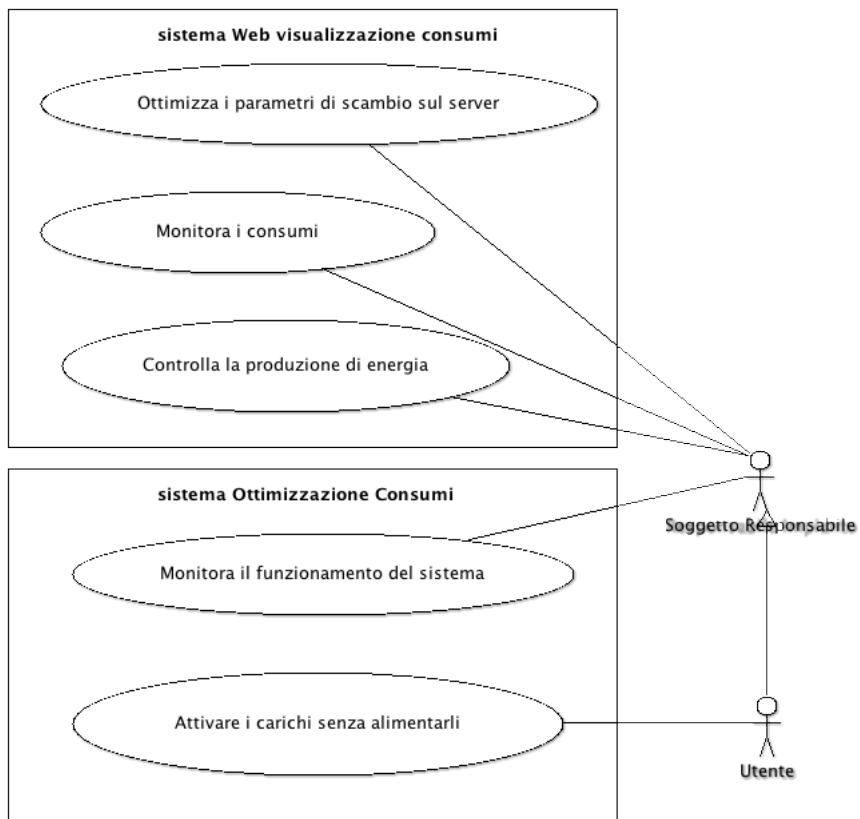 sistema Web visualizzazione consumi
Ottimizza i parametri di scambio sul server
Monitora i consumi
Controlla la produzione di energia
sistema Ottimizzazione Consumi
Soggetto Responsabile
Monitora il funzionamento del sistema
Attivare i carichi senza alimentarli
Utente